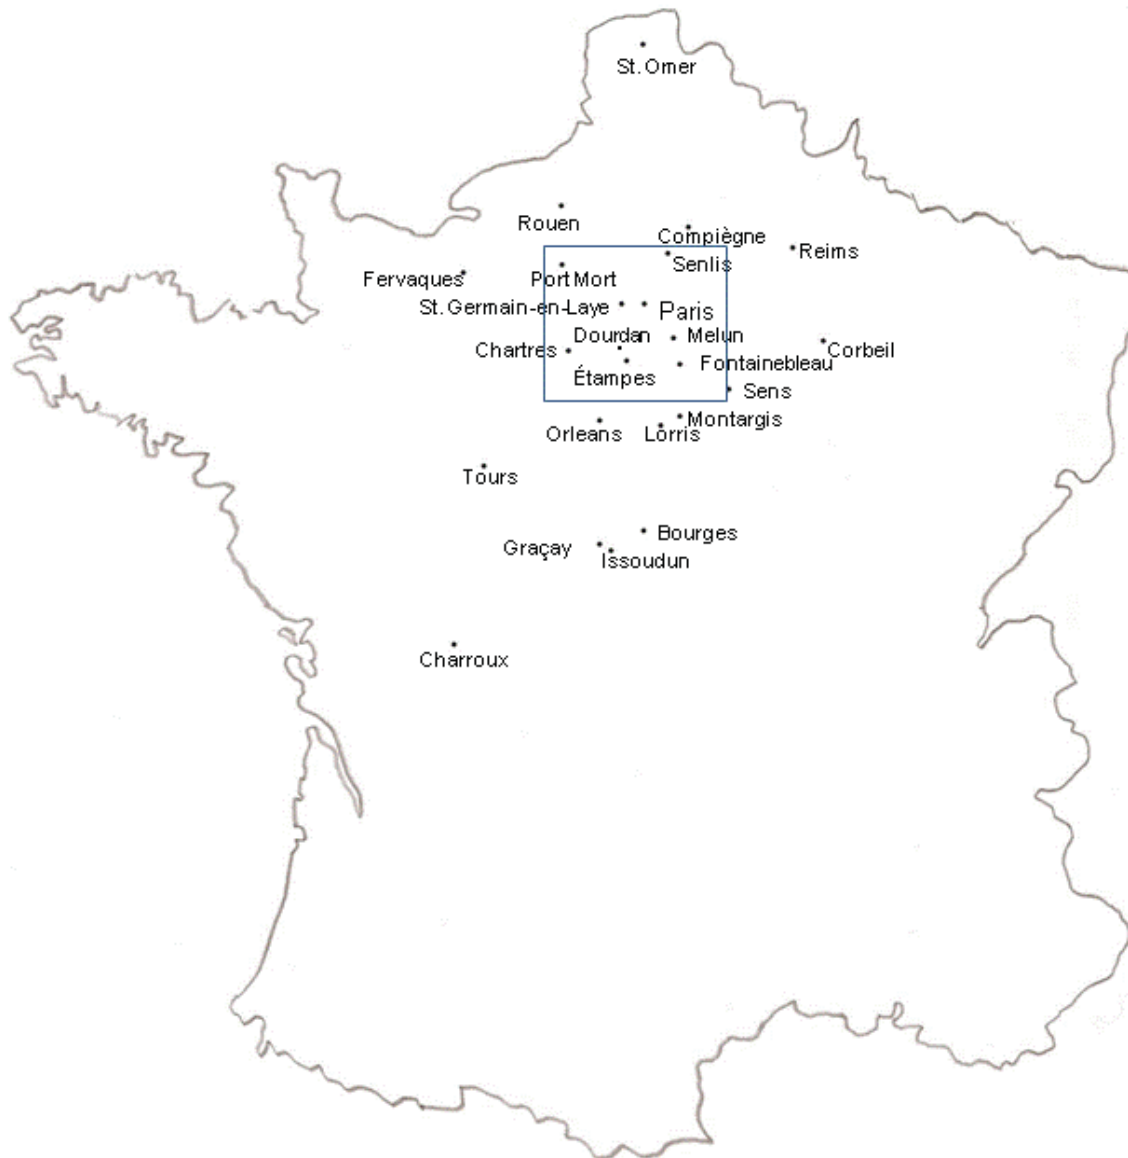 St. Omer
Rouen
Compiègne
Reims
Senlis
Fervaques
Port Mort
St. Germain-en-Laye
Paris
Dourdan
Melun
Corbeil
Chartres
Fontainebleau
Étampes
Sens
Montargis
Orleans
Lorris
Tours
Bourges
Graçay
Issoudun
Charroux